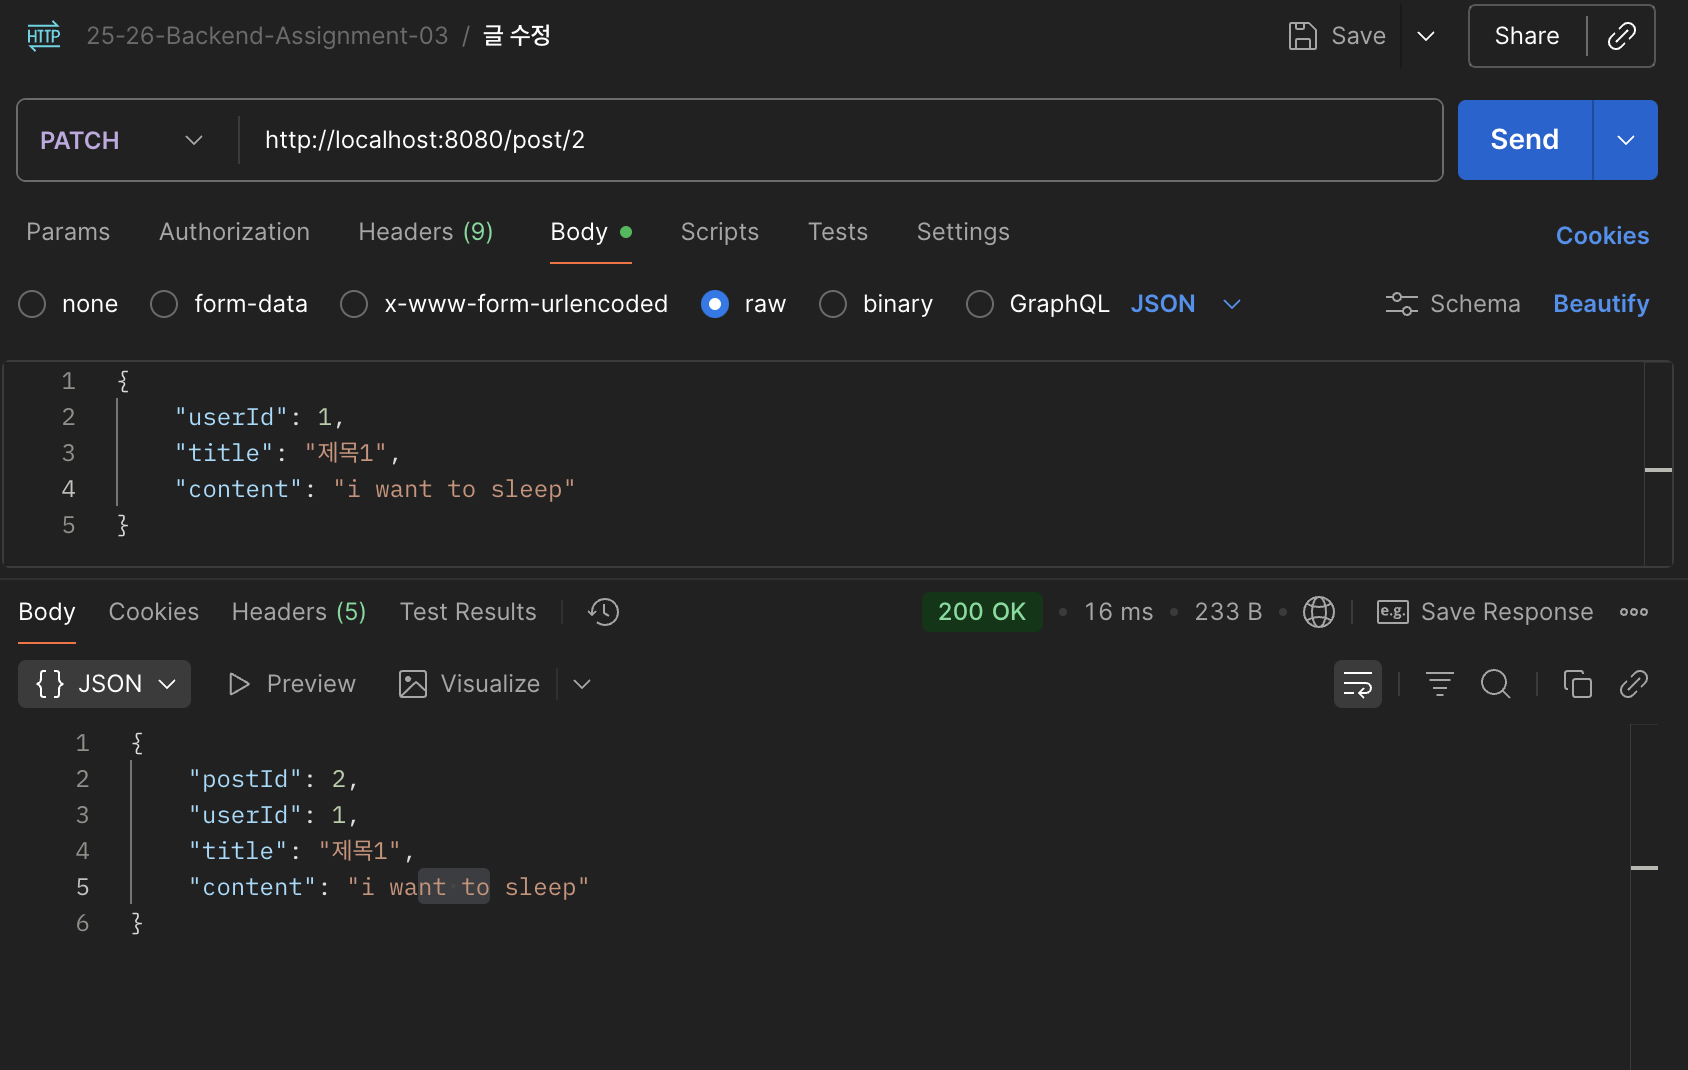 HTTP 25-26-Backend-Assignment-03 / 글 수정 Save Share
PATCH http://localhost:8080/post/2 Send
Params Authorization Headers (9) Body Scripts Tests Settings Cookies
none form-data x-www-form-urlencoded raw binary GraphQL JSON Schema Beautify
1 {
2 "userId": 1,
3 "title": "제목1",
4 "content": "i want to sleep"
5 }
Body Cookies Headers (5) Test Results 200 OK • 16 ms • 233 B • e.g. Save Response
{} JSON Preview Visualize
1 {
2 "postId": 2,
3 "userId": 1,
4 "title": "제목1",
5 "content": "i want to sleep"
6 }